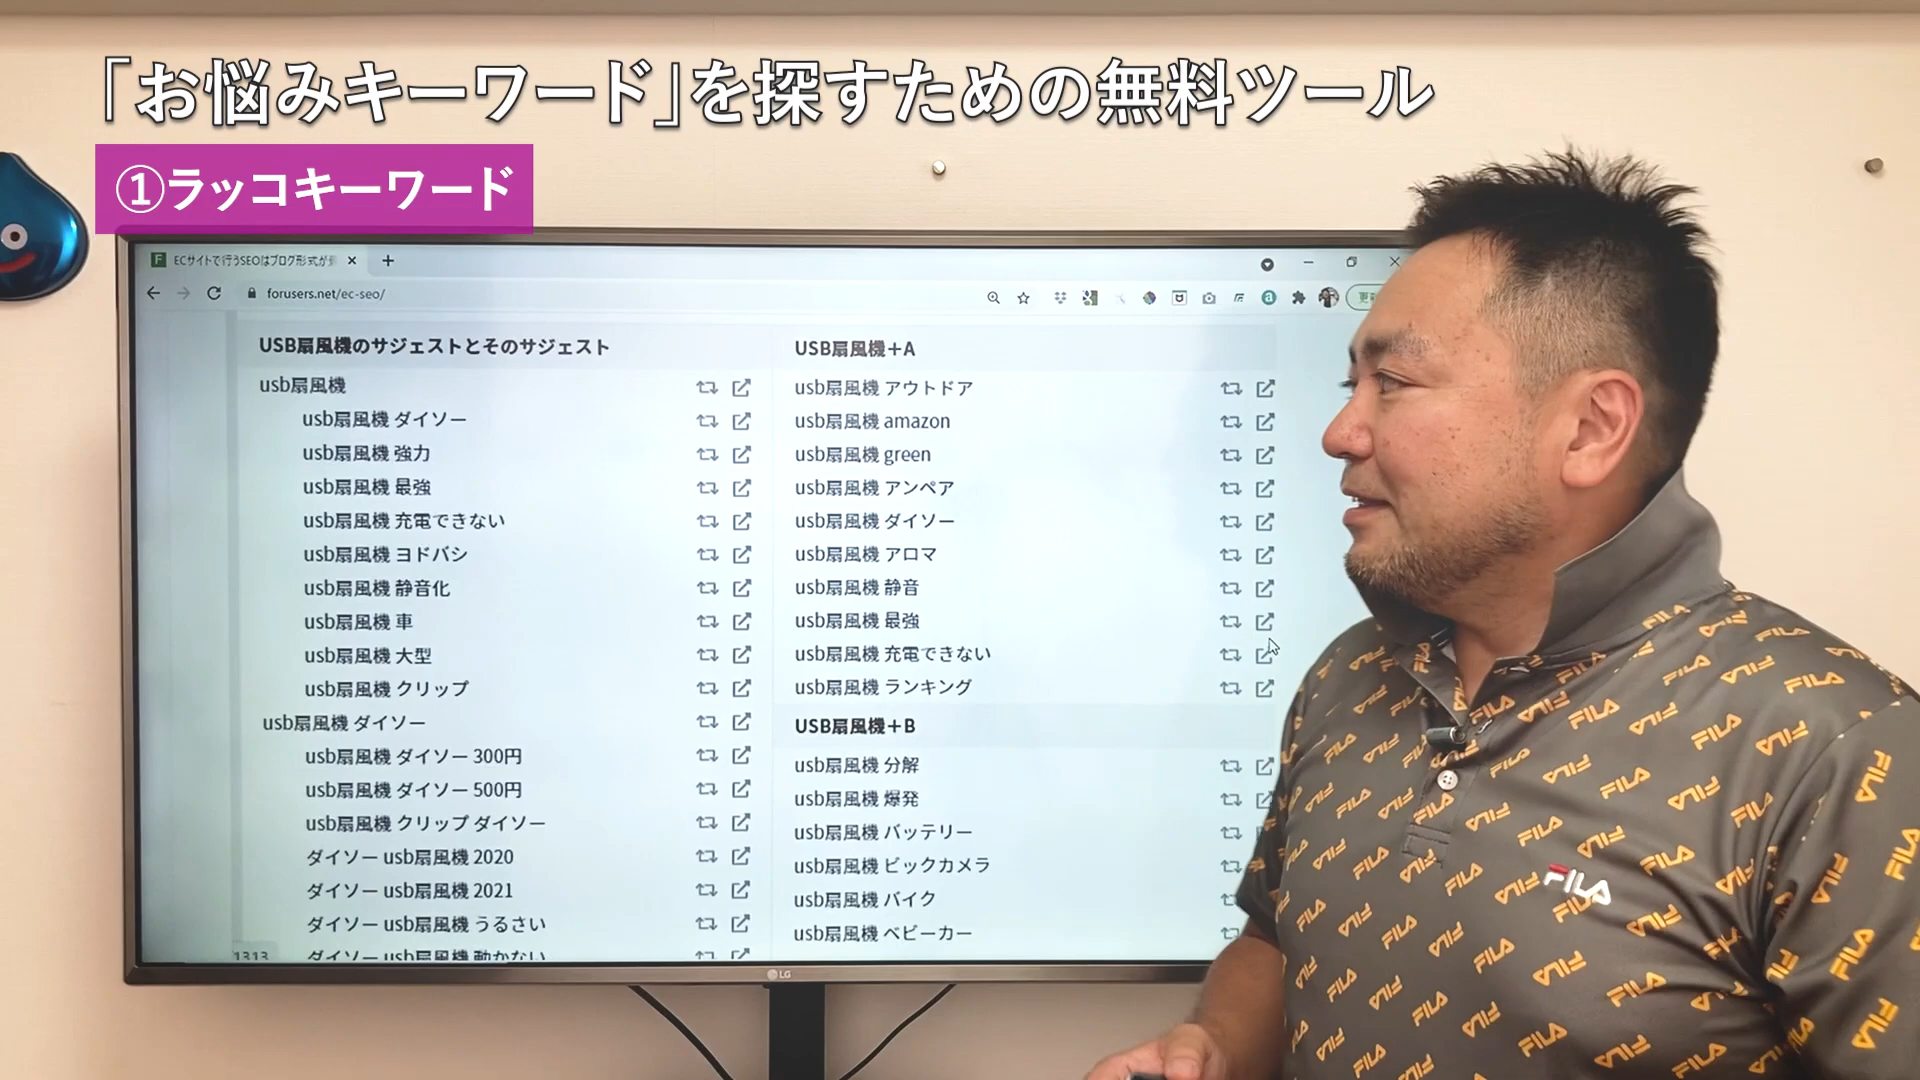 「お悩みキーワード」を探すための無料ツール
①ラッコキーワード
ECサイトで行うSEOはブログ形式が
forusers.net/ec-seo/
USB扇風機のサジェストとそのサジェスト
usb扇風機
usb扇風機 ダイソー
usb扇風機 強力
usb扇風機 最強
usb扇風機 充電できない
usb扇風機 ヨドバシ
usb扇風機 静音化
usb扇風機 車
usb扇風機 大型
usb扇風機 クリップ
usb扇風機 ダイソー
usb扇風機 ダイソー 300円
usb扇風機 ダイソー 500円
usb扇風機 クリップ ダイソー
ダイソー usb扇風機 2020
ダイソー usb扇風機 2021
ダイソー usb扇風機 うるさい
ダイソー usb扇風機 動かない
1313
USB扇風機＋A
usb扇風機 アウトドア
usb扇風機 amazon
usb扇風機 green
usb扇風機 アンペア
usb扇風機 ダイソー
usb扇風機 アロマ
usb扇風機 静音
usb扇風機 最強
usb扇風機 充電できない
usb扇風機 ランキング
USB扇風機＋B
usb扇風機 分解
usb扇風機 爆発
usb扇風機 バッテリー
usb扇風機 ビックカメラ
usb扇風機 バイク
usb扇風機 ベビーカー
LG
FILA